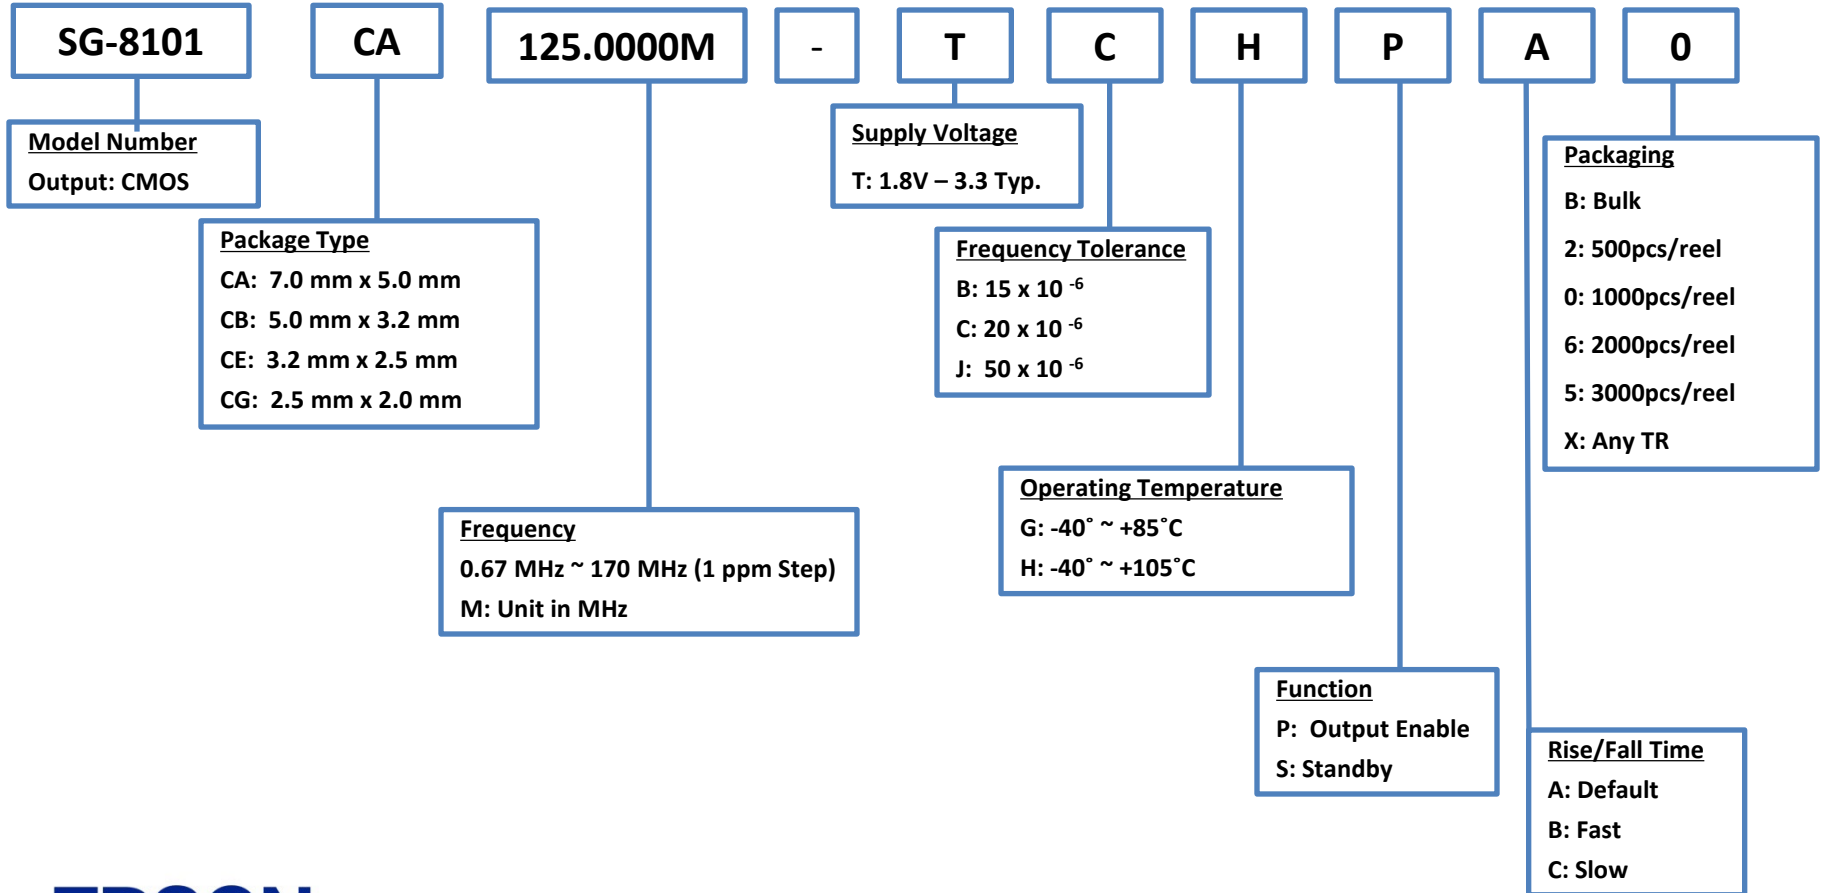 SG-8101 CA 125.0000M - T C H P A 0
Model Number
Output: CMOS
Package Type
CA: 7.0 mm x 5.0 mm
CB: 5.0 mm x 3.2 mm
CE: 3.2 mm x 2.5 mm
CG: 2.5 mm x 2.0 mm
Frequency
0.67 MHz ~ 170 MHz (1 ppm Step)
M: Unit in MHz
Supply Voltage
T: 1.8V – 3.3 Typ.
Frequency Tolerance
B: 15 x 10 -6
C: 20 x 10 -6
J: 50 x 10 -6
Operating Temperature
G: -40˚ ~ +85˚C
H: -40˚ ~ +105˚C
Function
P: Output Enable
S: Standby
Rise/Fall Time
A: Default
B: Fast
C: Slow
Packaging
B: Bulk
2: 500pcs/reel
0: 1000pcs/reel
6: 2000pcs/reel
5: 3000pcs/reel
X: Any TR